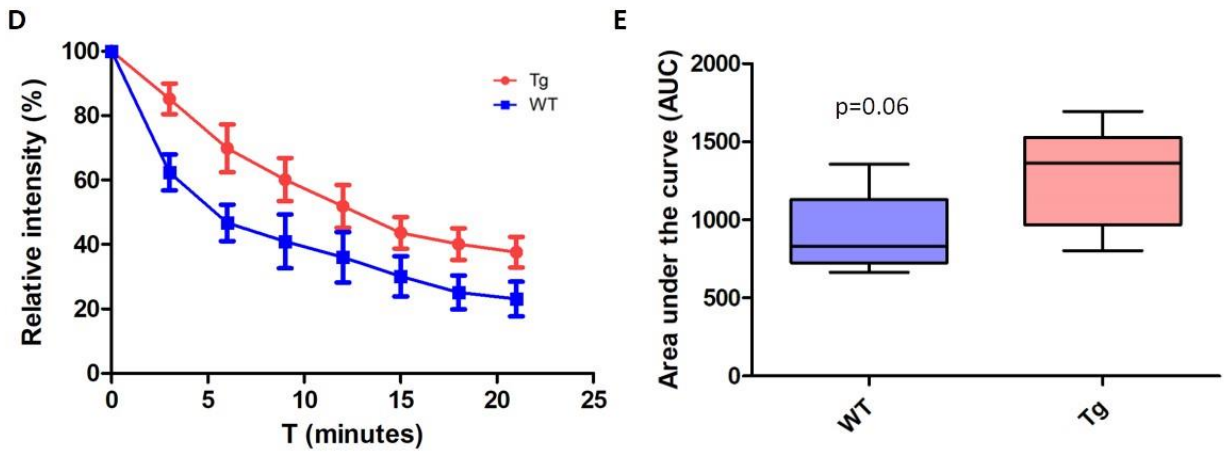 D
Relative intensity (%)
100
80
60
40
20
0
Tg
WT
0 5 10 15 20 25
T (minutes)
E
Area under the curve (AUC)
2000
1500
1000
500
0
p=0.06
WT
Tg